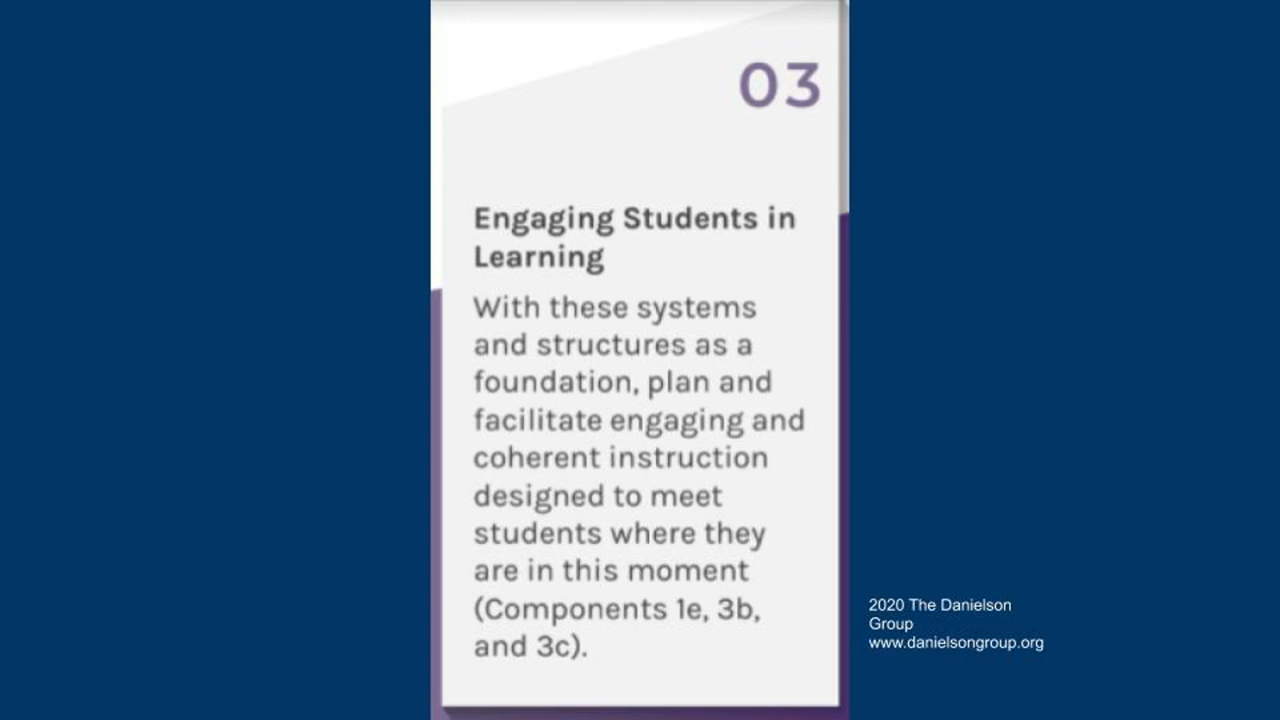 03
Engaging Students in
Learning
With these systems
and structures as a
foundation, plan and
facilitate engaging and
coherent instruction
designed to meet
students where they
are in this moment
(Components 1e, 3b,
and 3c).
2020 The Danielson
Group
www.danielsongroup.org